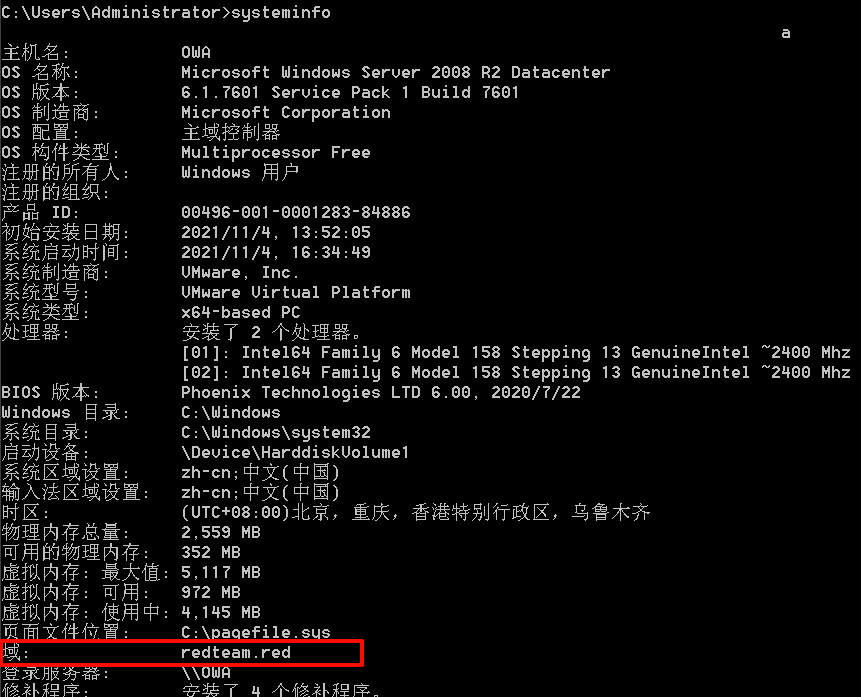 C:\Users\Administrator>systeminfo
a
主机名: OWA
OS 名称: Microsoft Windows Server 2008 R2 Datacenter
OS 版本: 6.1.7601 Service Pack 1 Build 7601
OS 制造商: Microsoft Corporation
OS 配置: 主域控制器
OS 构件类型: Multiprocessor Free
注册的所有人: Windows 用户
注册的组织:
产品 ID: 00496-001-0001283-84886
初始安装日期: 2021/11/4, 13:52:05
系统启动时间: 2021/11/4, 16:34:49
系统制造商: VMware, Inc.
系统型号: VMware Virtual Platform
系统类型: x64-based PC
处理器: 安装了 2 个处理器。
[01]: Intel64 Family 6 Model 158 Stepping 13 GenuineIntel ~2400 Mhz
[02]: Intel64 Family 6 Model 158 Stepping 13 GenuineIntel ~2400 Mhz
BIOS 版本: Phoenix Technologies LTD 6.00, 2020/7/22
Windows 目录: C:\Windows
系统目录: C:\Windows\system32
启动设备: \Device\HarddiskVolume1
系统区域设置: zh-cn;中文(中国)
输入法区域设置: zh-cn;中文(中国)
时区: (UTC+08:00)北京，重庆，香港特别行政区，乌鲁木齐
物理内存总量: 2,559 MB
可用的物理内存: 352 MB
虚拟内存: 最大值: 5,117 MB
虚拟内存: 可用: 972 MB
虚拟内存: 使用中: 4,145 MB
页面文件位置: C:\pagefile.sys
域: redteam.red
登录服务器: \\OWA
修补程序: 安装了 4 个修补程序。